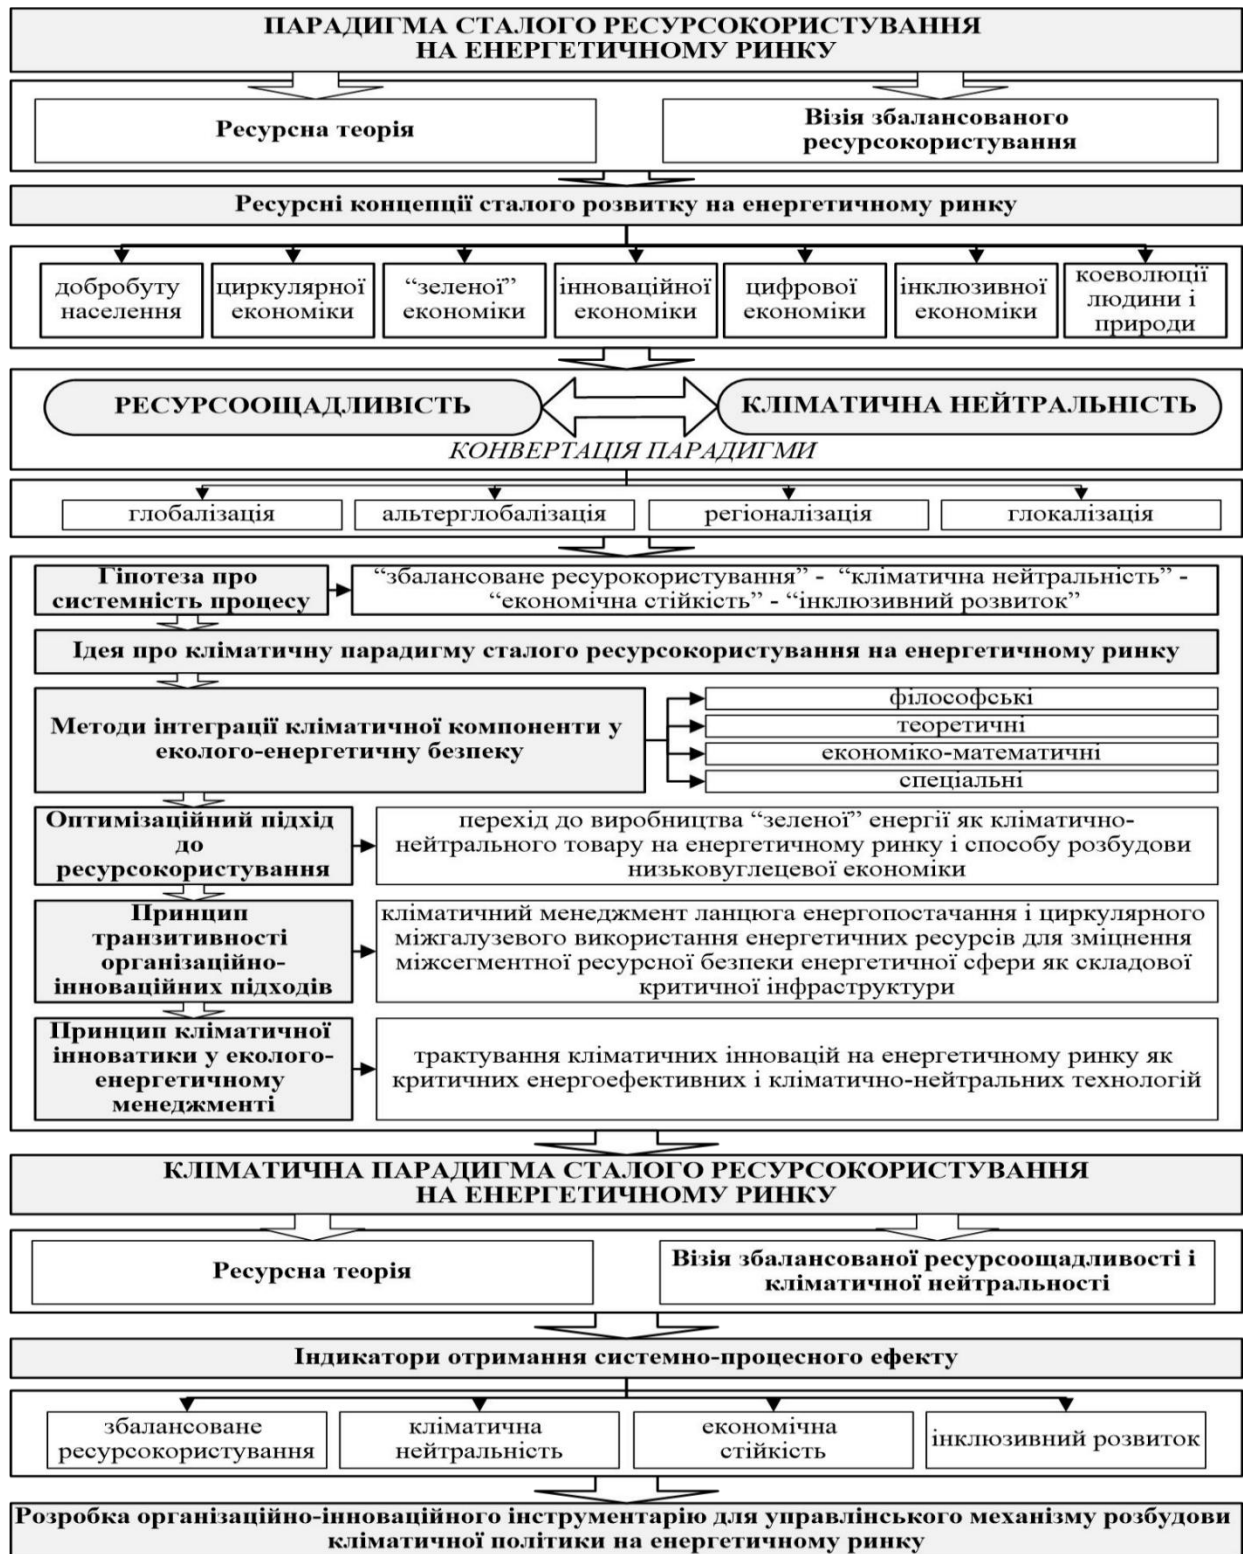 ПАРАДИГМА СТАЛОГО РЕСУРСОКОРИСТУВАННЯ
НА ЕНЕРГЕТИЧНОМУ РИНКУ
Ресурсна теорія
Візія збалансованого
ресурсокористування
Ресурсні концепції сталого розвитку на енергетичному ринку
добробуту
населення
циркулярної
економіки
“зеленої”
економіки
інноваційної
економіки
цифрової
економіки
інклюзивної
економіки
коеволюції
людини і
природи
РЕСУРСООЩАДЛИВІСТЬ
КЛІМАТИЧНА НЕЙТРАЛЬНІСТЬ
КОНВЕРТАЦІЯ ПАРАДИГМИ
глобалізація
альтерглобалізація
регіоналізація
глокалізація
Гіпотеза про
системність процесу
“збалансоване ресурокористування” - “кліматична нейтральність” -
“економічна стійкість” - “інклюзивний розвиток”
Ідея про кліматичну парадигму сталого ресурсокористування на енергетичному ринку
Методи інтеграції кліматичної компоненти у
еколого-енергетичну безпеку
філософські
теоретичні
економіко-математичні
спеціальні
Оптимізаційний підхід
до
ресурсокористування
перехід до виробництва “зеленої” енергії як кліматично-
нейтрального товару на енергетичному ринку і способу розбудови
низьковуглецевої економіки
Принцип
транзитивності
організаційно-
інноваційних підходів
кліматичний менеджмент ланцюга енергопостачання і циркулярного
міжгалузевого використання енергетичних ресурсів для зміцнення
міжсегментної ресурсної безпеки енергетичної сфери як складової
критичної інфраструктури
Принцип кліматичної
інноватики у еколого-
енергетичному
менеджменті
трактування кліматичних інновацій на енергетичному ринку як
критичних енергоефективних і кліматично-нейтральних технологій
КЛІМАТИЧНА ПАРАДИГМА СТАЛОГО РЕСУРСОКОРИСТУВАННЯ
НА ЕНЕРГЕТИЧНОМУ РИНКУ
Ресурсна теорія
Візія збалансованої ресурсоощадливості і
кліматичної нейтральності
Індикатори отримання системно-процесного ефекту
збалансоване
ресурсокористування
кліматична
нейтральність
економічна
стійкість
інклюзивний розвиток
Розробка організаційно-інноваційного інструментарію для управлінського механізму розбудови
кліматичної політики на енергетичному ринку